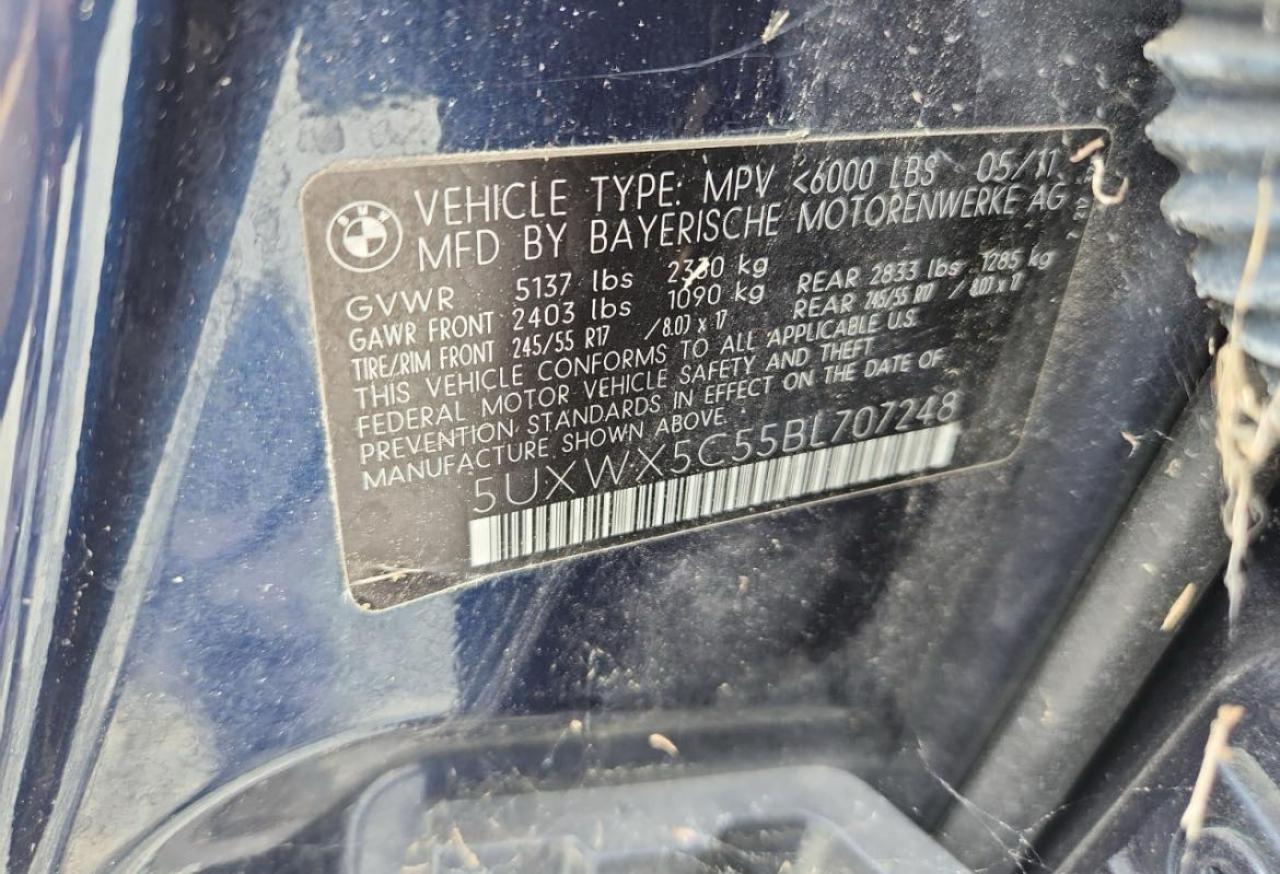 BMW
VEHICLE TYPE: MPV <6000 LBS 05/11
MFD BY BAYERISCHE MOTORENWERKE AG
GVWR 5137 lbs 2330 kg
GAWR FRONT 2403 lbs 1090 kg REAR 2833 lbs 1285 kg
TIRE/RIM FRONT 245/55 R17 /8.0J x 17 REAR 245/55 R17 / 8.0J x 17
THIS VEHICLE CONFORMS TO ALL APPLICABLE U.S.
FEDERAL MOTOR VEHICLE SAFETY AND THEFT
PREVENTION STANDARDS IN EFFECT ON THE DATE OF
MANUFACTURE SHOWN ABOVE.
5UXWX5C55BL707248